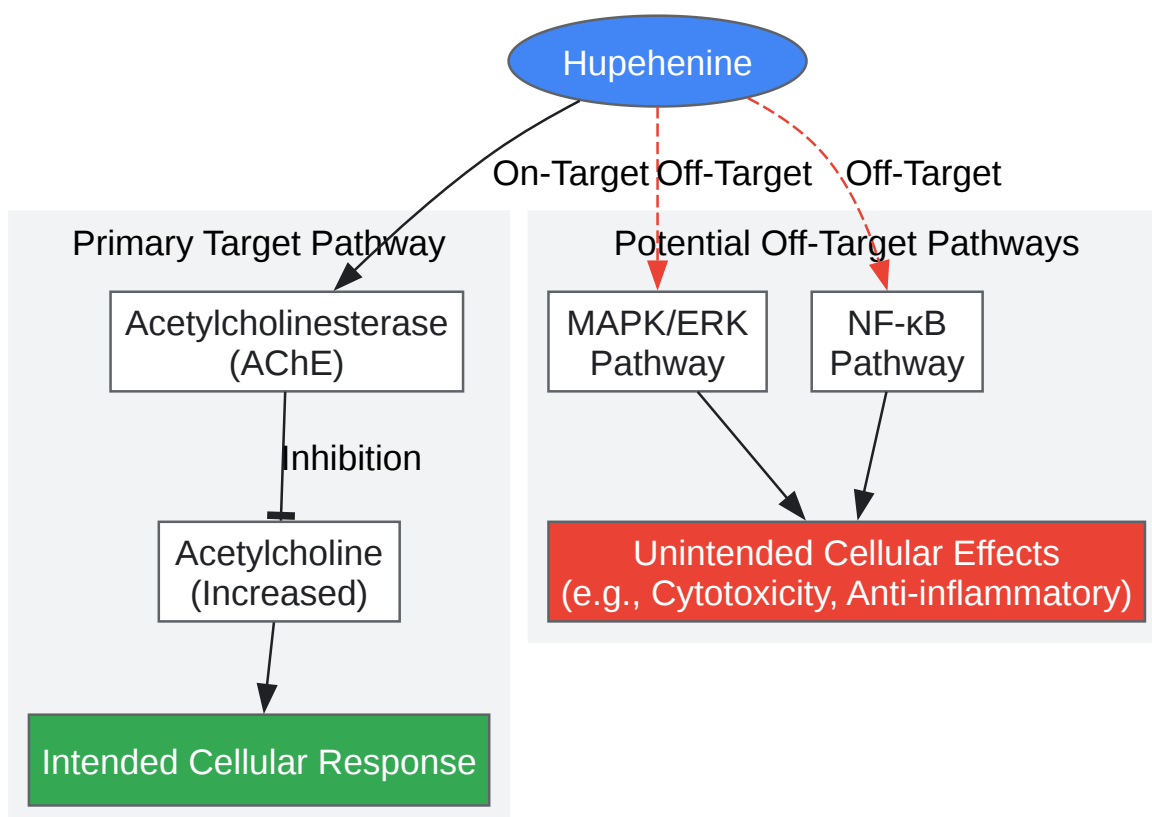 Hupehenine
On-Target
Off-Target
Off-Target
Primary Target Pathway
Potential Off-Target Pathways
Acetylcholinesterase
(AChE)
MAPK/ERK
Pathway
NF-κB
Pathway
Inhibition
Acetylcholine
(Increased)
Unintended Cellular Effects
(e.g., Cytotoxicity, Anti-inflammatory)
Intended Cellular Response